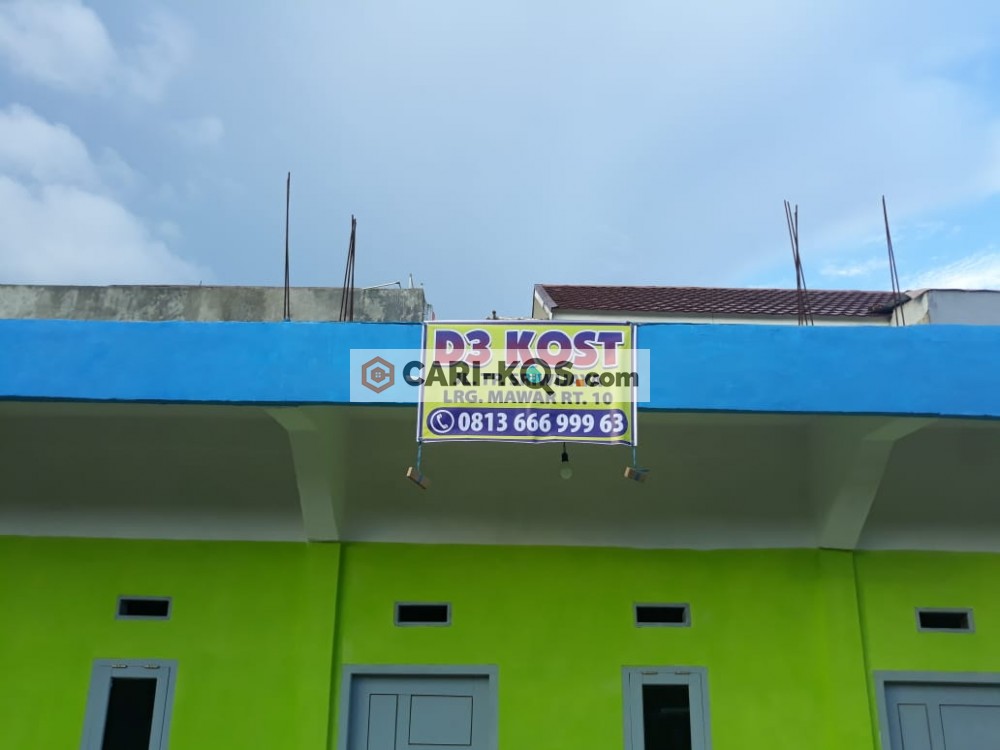 D3 KOST
CARI-KOS.com
LRG. MAWAR RT. 10
0813 666 999 63